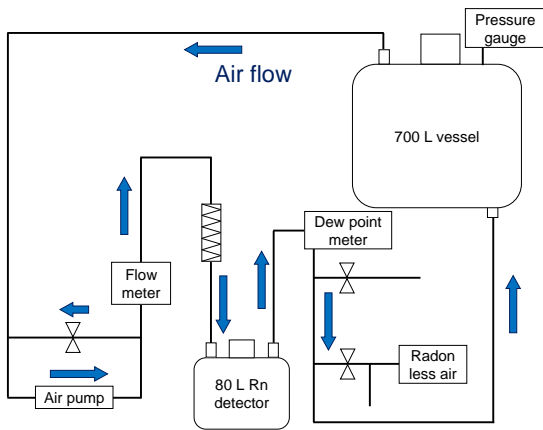 Pressure
gauge
Air flow
700 L vessel
Dew point
meter
Flow
meter
Radon
less air
80 L Rn
detector
Air pump